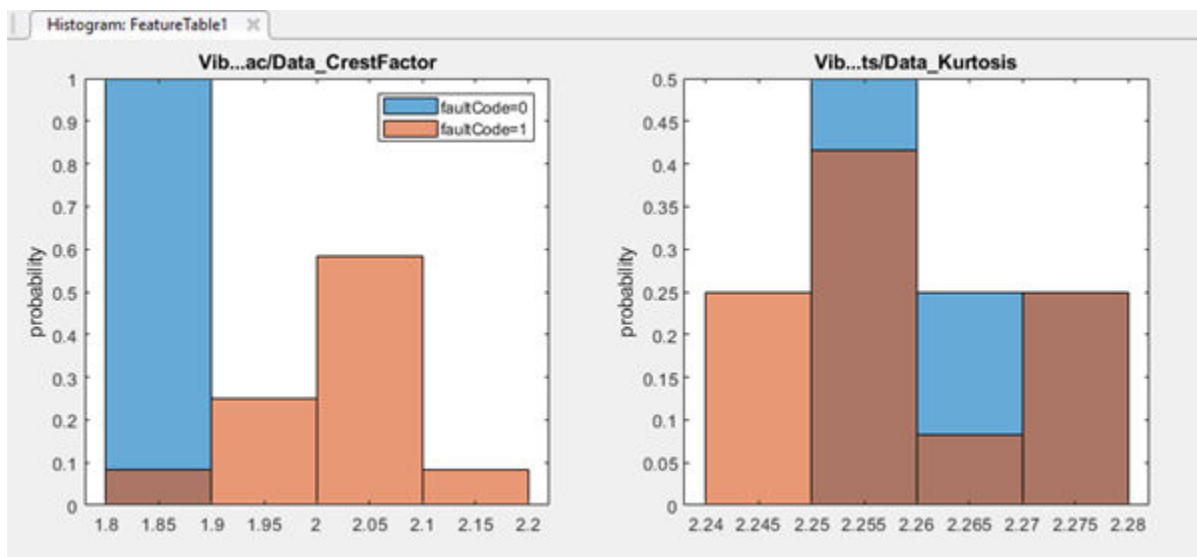 Histogram: FeatureTable1
Vib...ac/Data_CrestFactor
faultCode=0
faultCode=1
probability
1
0.9
0.8
0.7
0.6
0.5
0.4
0.3
0.2
0.1
0
1.8 1.85 1.9 1.95 2 2.05 2.1 2.15 2.2
Vib...ts/Data_Kurtosis
probability
0.5
0.45
0.4
0.35
0.3
0.25
0.2
0.15
0.1
0.05
0
2.24 2.245 2.25 2.255 2.26 2.265 2.27 2.275 2.28